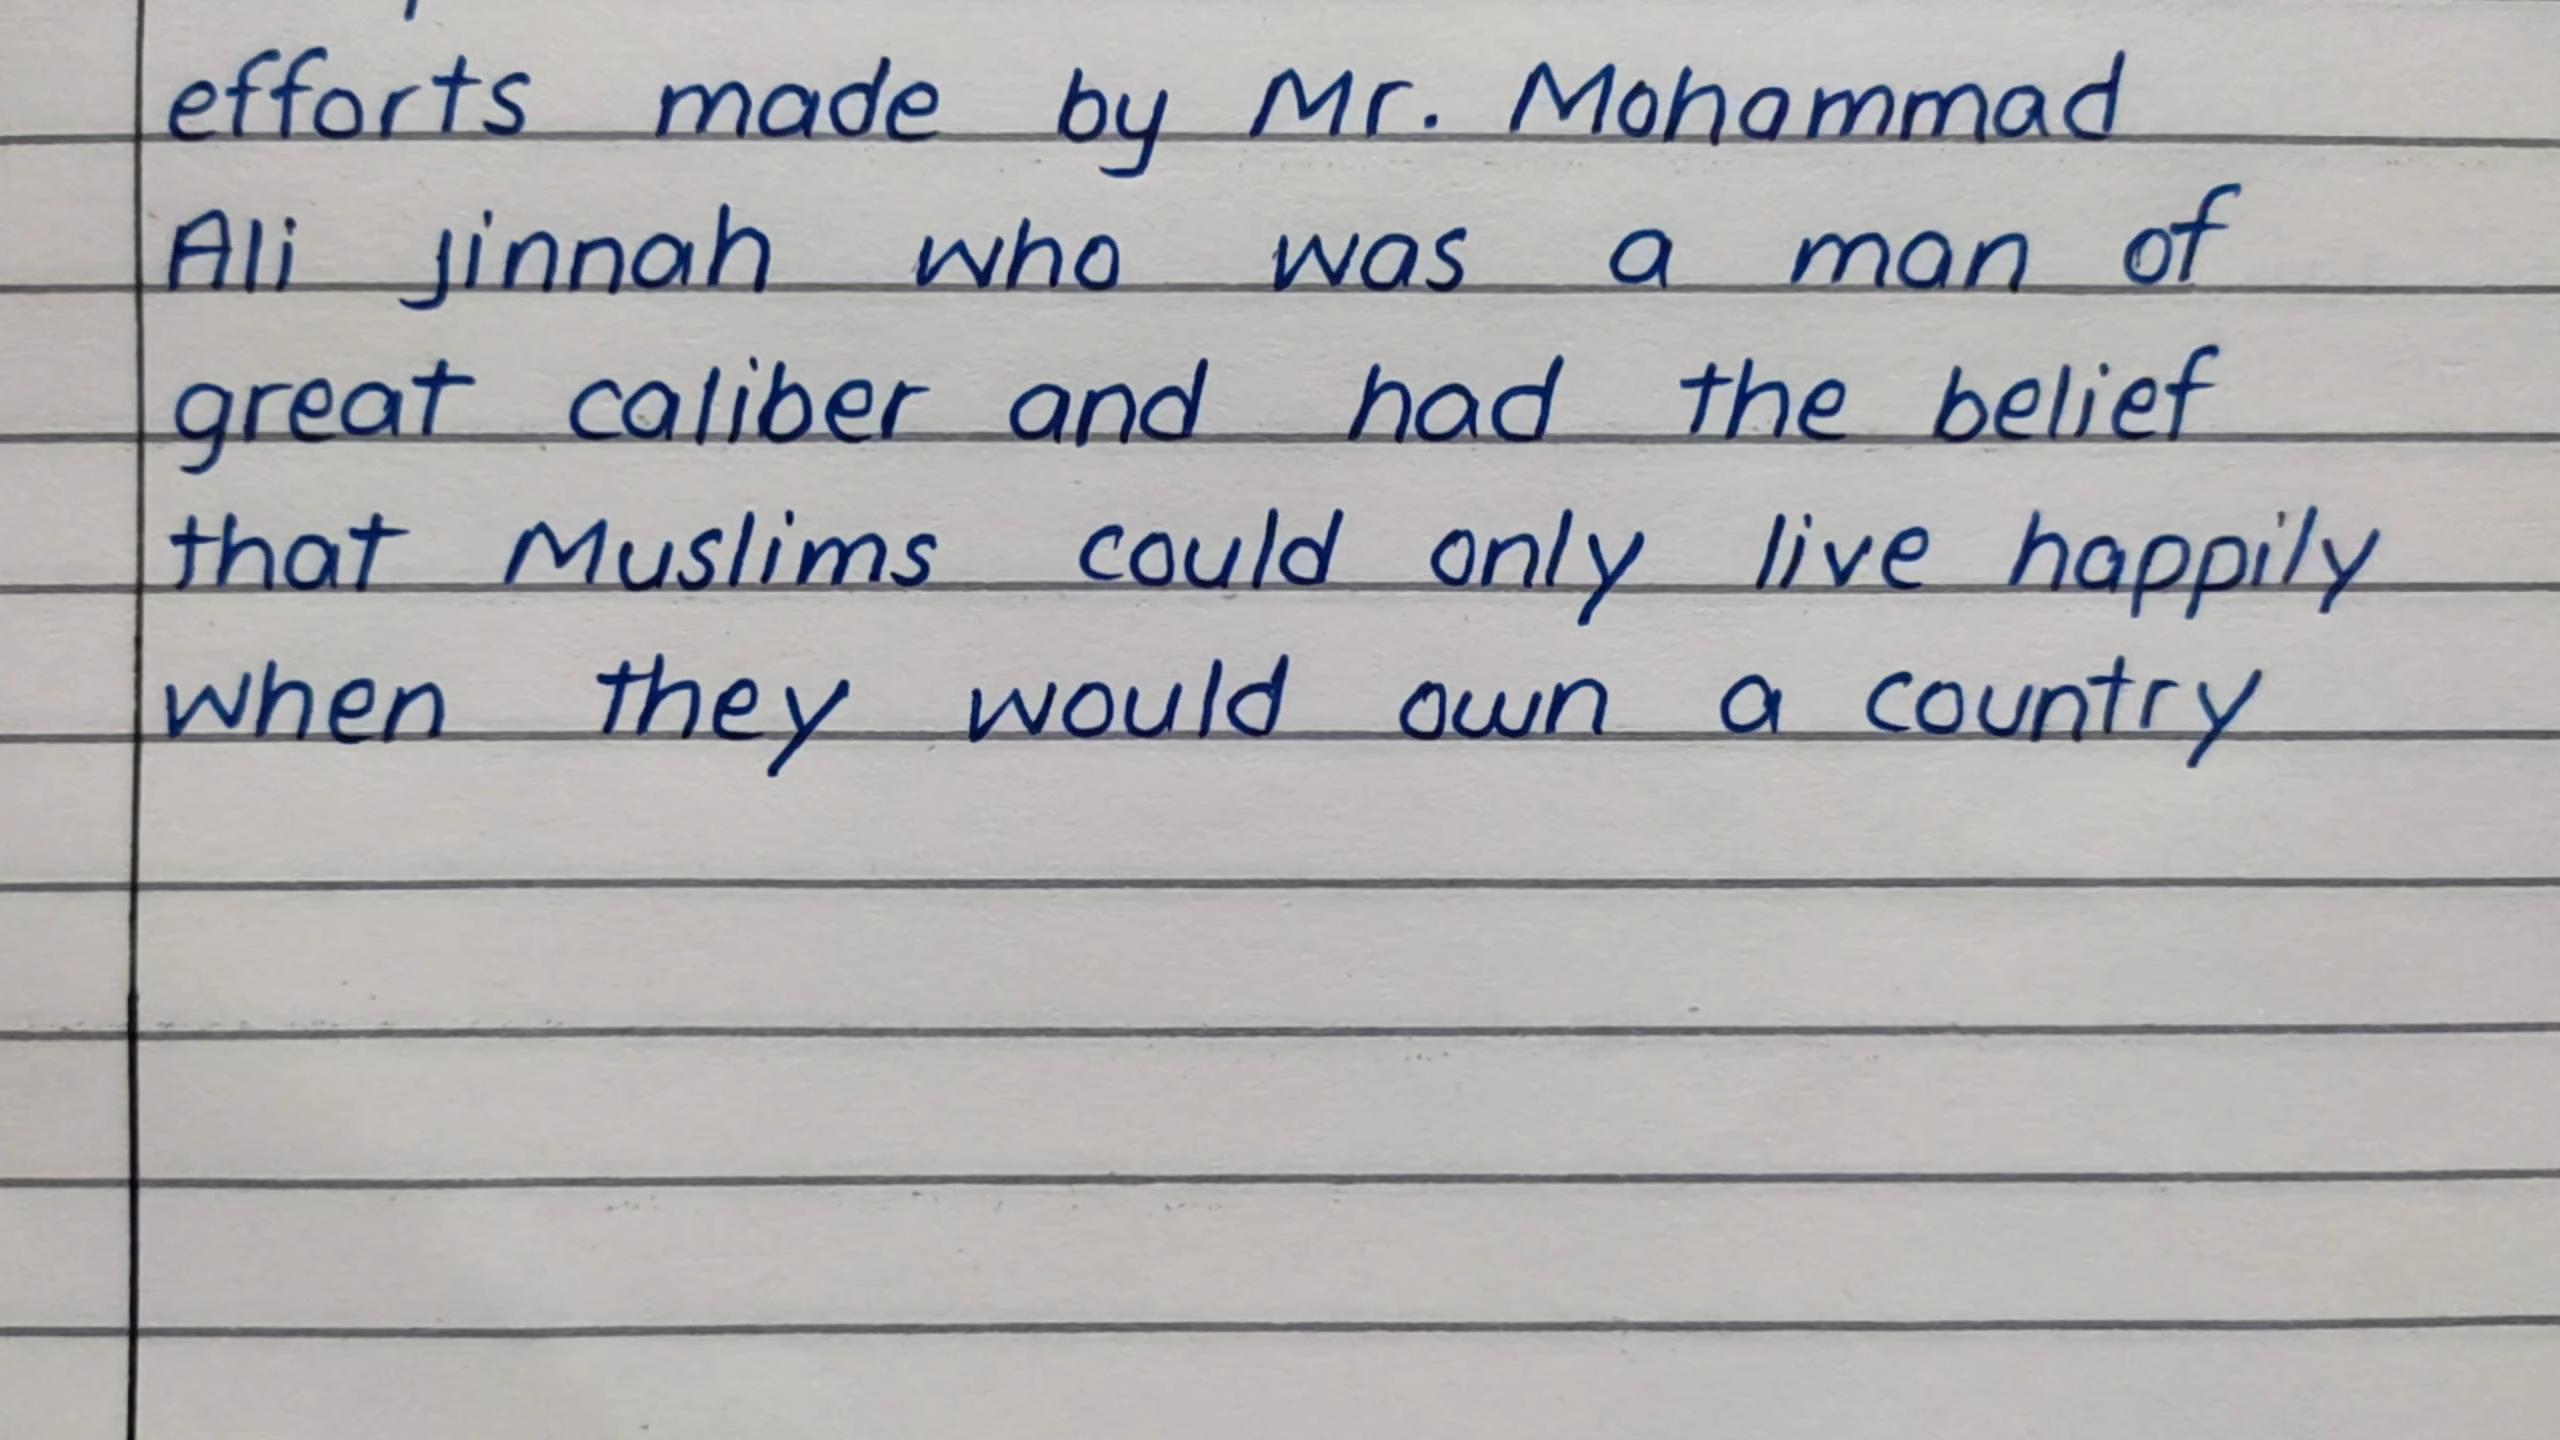 efforts made by Mr. Mohammad
Ali jinnah who was a man of
great caliber and had the belief
that Muslims could only live happily
when they would own a country